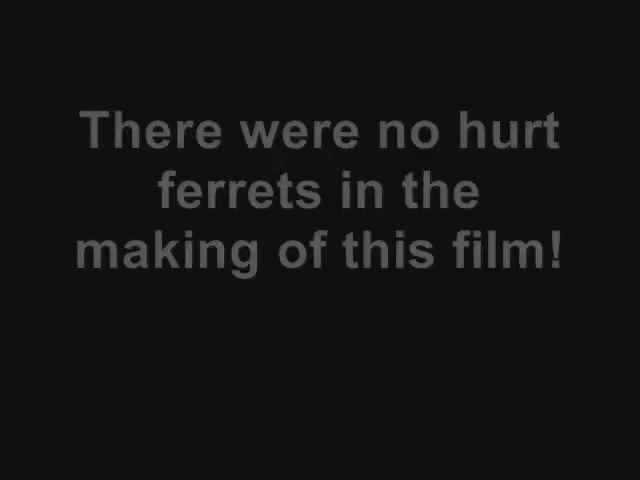 There were no hurt
ferrets in the
making of this film!